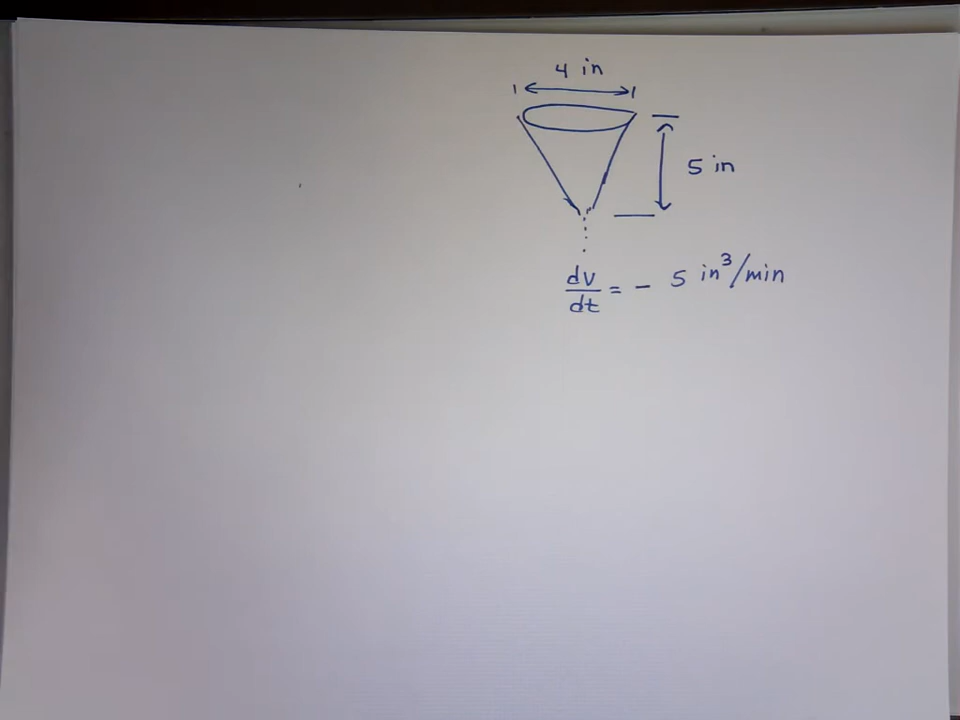 4 in
5 in
dv/dt = - 5 in³/min